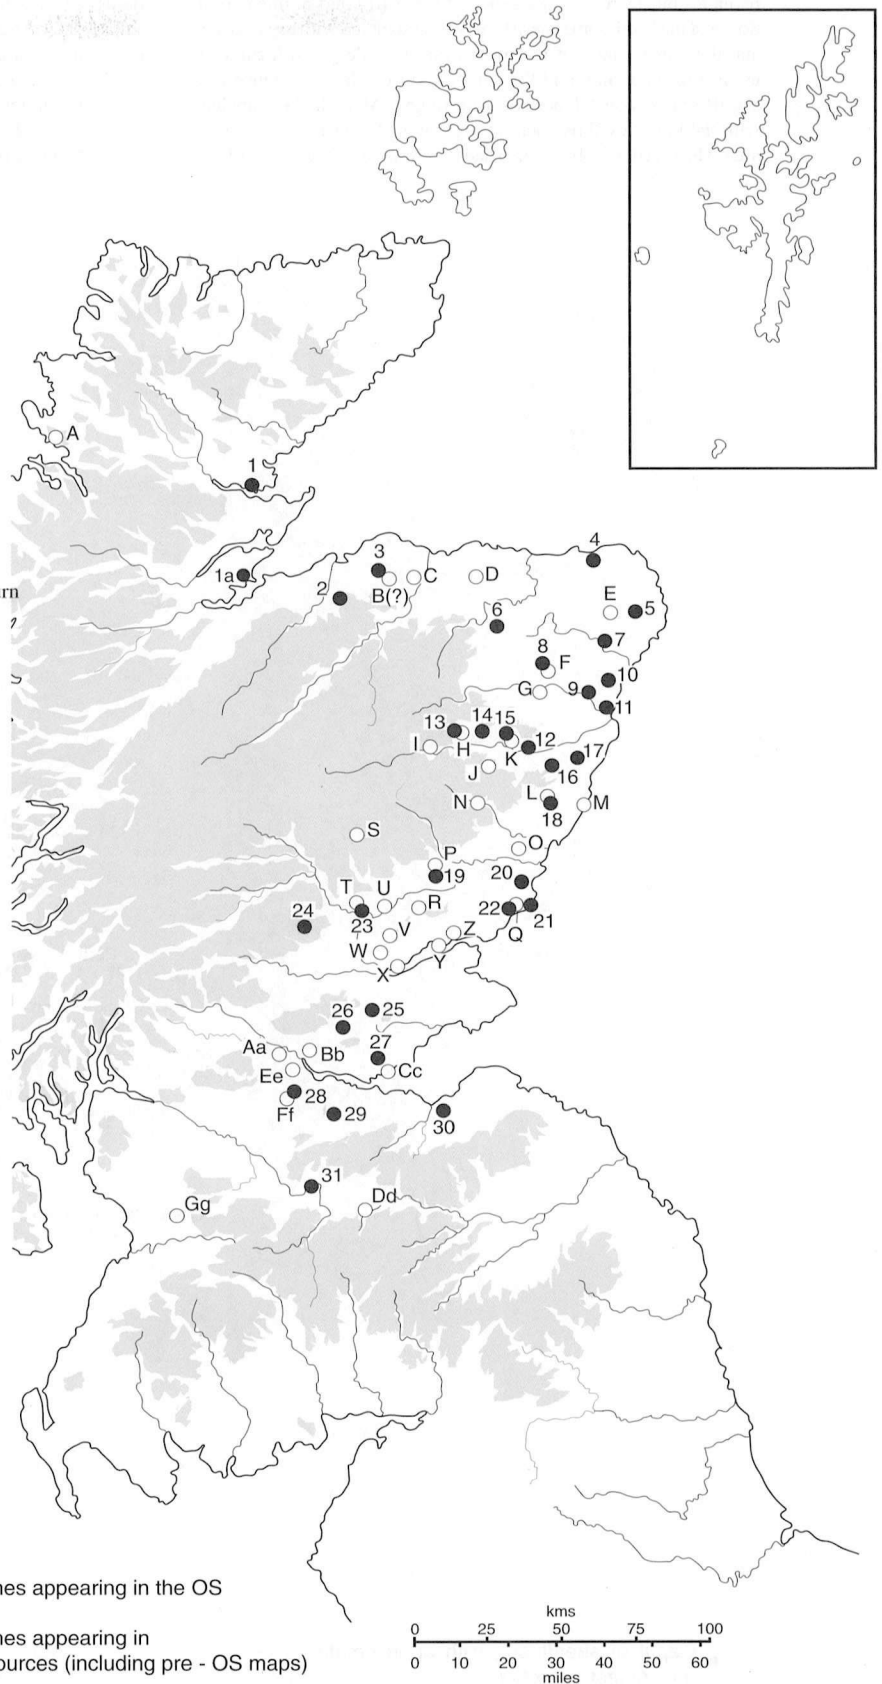 A
1
4
3
1a
C
D
2
B(?)
E
5
6
7
8
F
10
G
9
11
13
14
15
I
H
K
12
17
J
16
N
L
M
18
S
O
P
19
20
T
U
R
24
23
22
21
Q
V
Z
W
Y
X
26
25
27
Aa
Bb
Ee
Cc
28
Ff
29
30
31
Gg
Dd
nes appearing in the OS
nes appearing in
ources (including pre - OS maps)
kms
0 25 50 75 100
0 10 20 30 40 50 60
miles